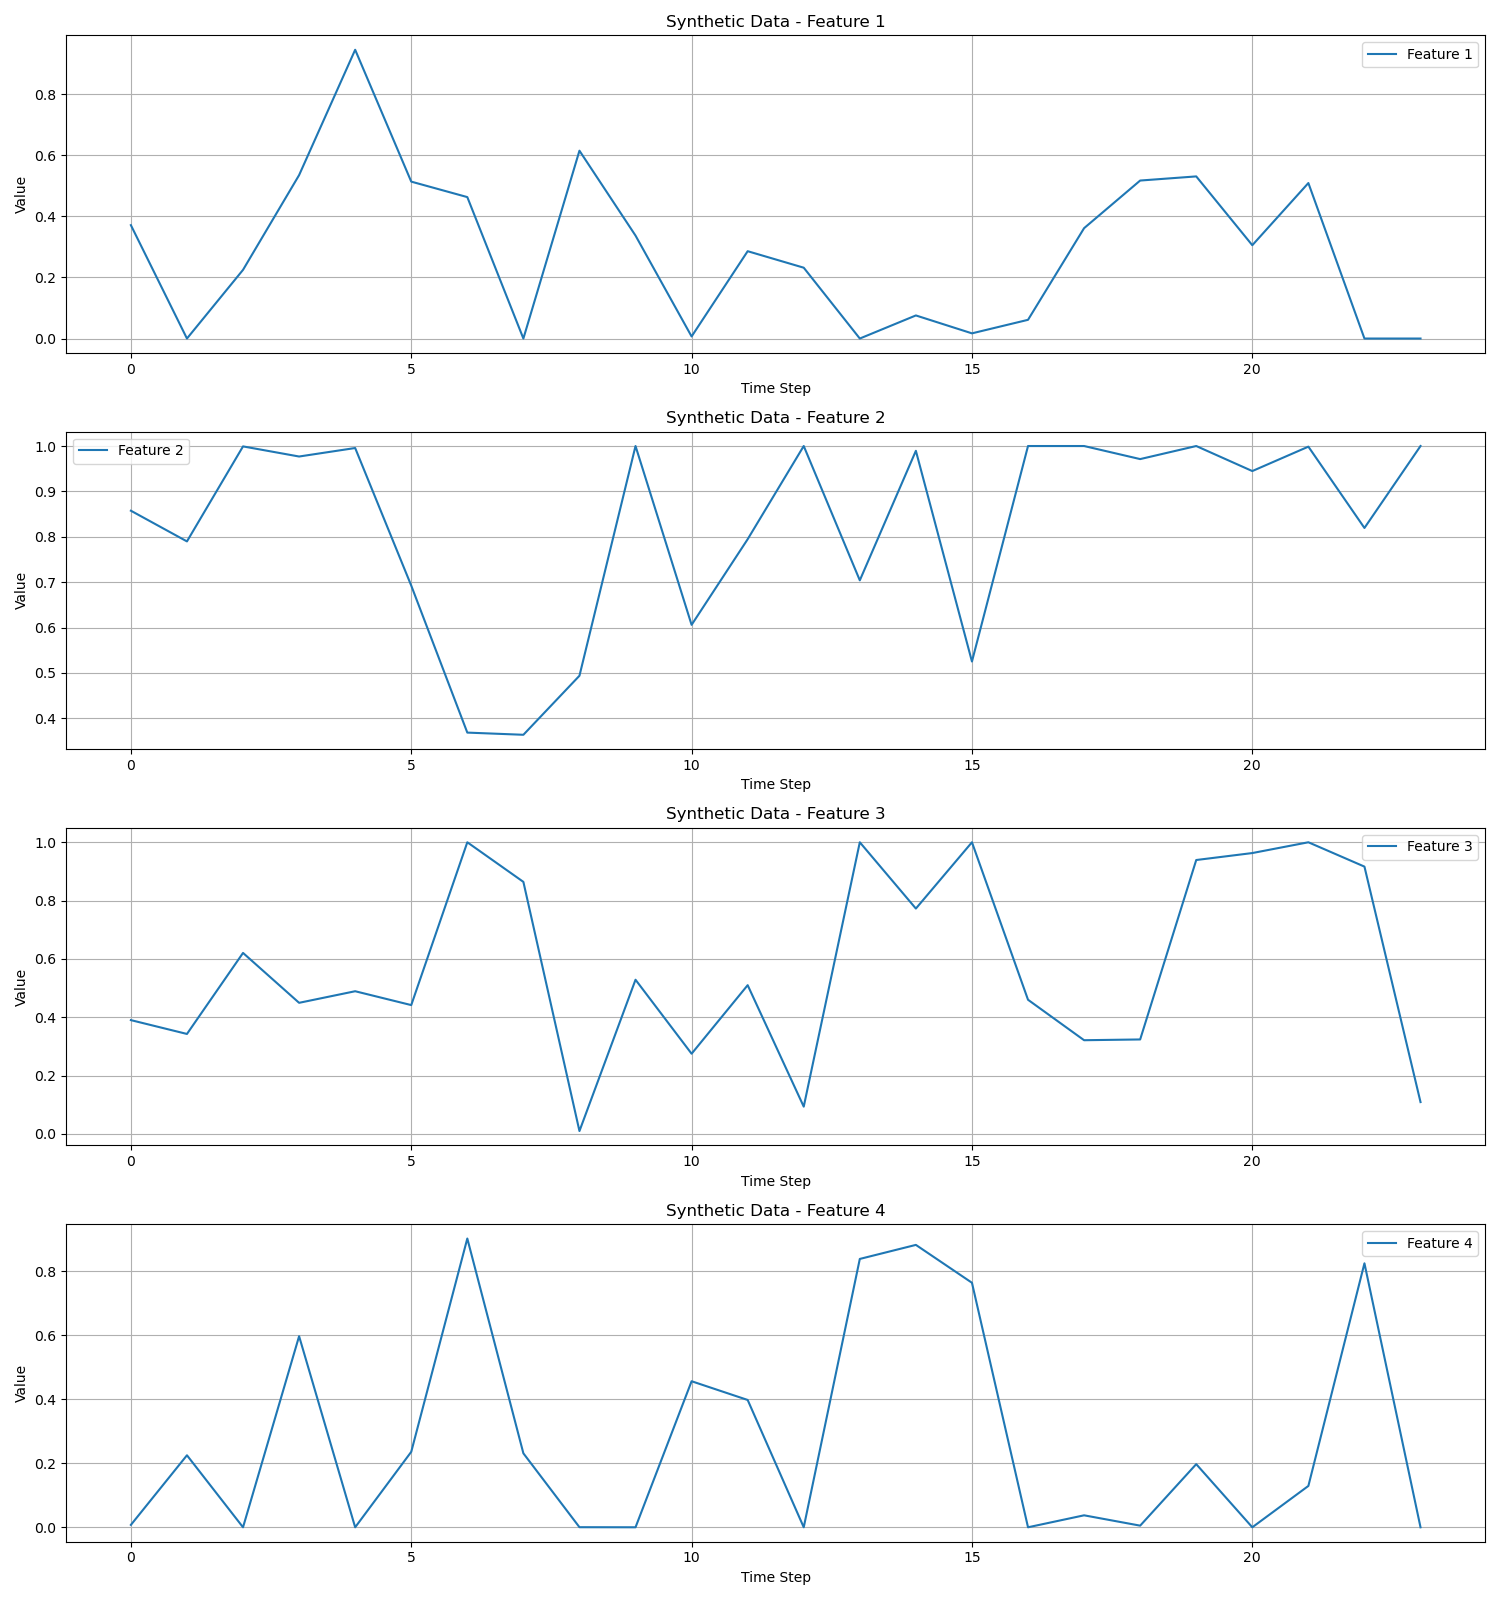 Synthetic Data - Feature 1
Feature 1
Value
0.8
0.6
0.4
0.2
0.0
0 5 10 15 20
Time Step
Synthetic Data - Feature 2
Feature 2
Value
1.0
0.9
0.8
0.7
0.6
0.5
0.4
0 5 10 15 20
Time Step
Synthetic Data - Feature 3
Feature 3
Value
1.0
0.8
0.6
0.4
0.2
0.0
0 5 10 15 20
Time Step
Synthetic Data - Feature 4
Feature 4
Value
0.8
0.6
0.4
0.2
0.0
0 5 10 15 20
Time Step